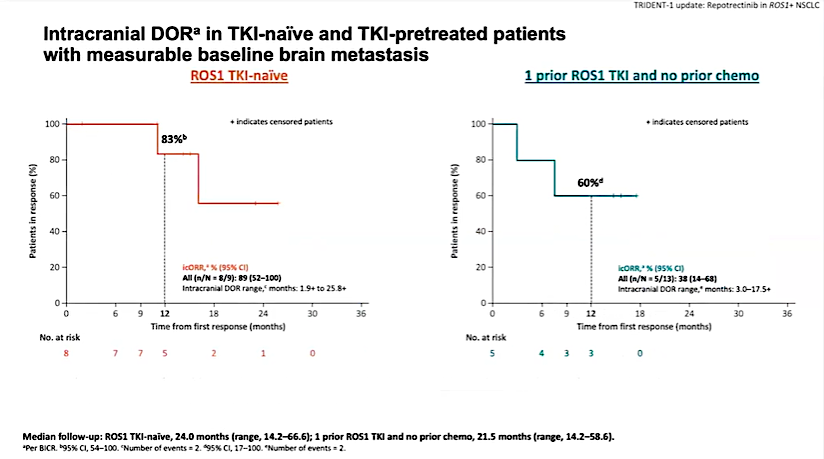 TRIDENT-1 update: Repotrectinib in ROS1+ NSCLC
Intracranial DORᵃ in TKI-naïve and TKI-pretreated patients
with measurable baseline brain metastasis
ROS1 TKI-naïve
+ indicates censored patients
Patients in response (%)
100
80
60
40
20
0
83%ᵇ
icORR,ᵃ % (95% CI)
All (n/N = 8/9): 89 (52–100)
Intracranial DOR range,ᶜ months: 1.9+ to 25.8+
0 6 9 12 18 24 30 36
Time from first response (months)
No. at risk
8 7 7 5 2 1 0
1 prior ROS1 TKI and no prior chemo
+ indicates censored patients
Patients in response (%)
100
80
60
40
20
0
60%ᵈ
icORR,ᵃ % (95% CI)
All (n/N = 5/13): 38 (14–68)
Intracranial DOR range,ᵉ months: 3.0–17.5+
0 6 9 12 18 24 30 36
Time from first response (months)
No. at risk
5 4 3 3 0
Median follow-up: ROS1 TKI-naïve, 24.0 months (range, 14.2–66.6); 1 prior ROS1 TKI and no prior chemo, 21.5 months (range, 14.2–58.6).
ᵃPer BICR. ᵇ95% CI, 54–100. ᶜNumber of events = 2. ᵈ95% CI, 17–100. ᵉNumber of events = 2.